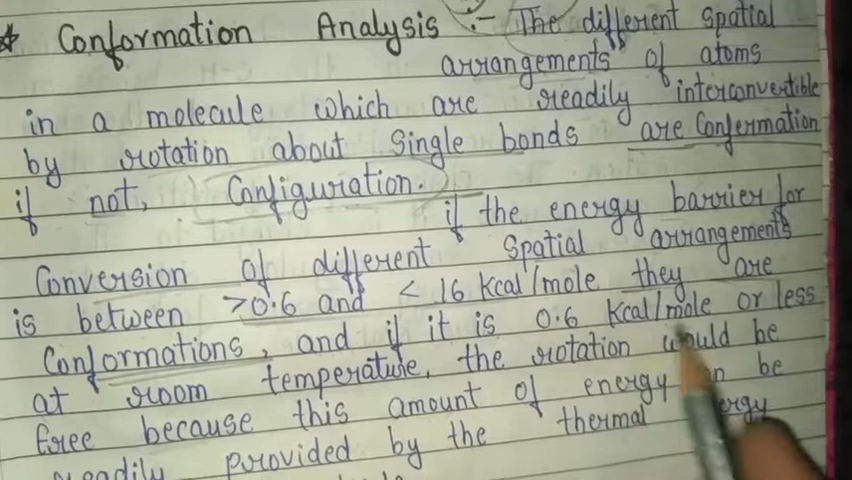 * Conformation Analysis :- The different spatial
arrangements of atoms
in a molecule which are readily interconvertible
by rotation about single bonds are Confermation
if not, Configuration.
if the energy barrier for
Conversion of different spatial arrangements
is between >0.6 and < 16 Kcal/mole they are
Conformations, and if it is 0.6 Kcal/mole or less
at room temperature, the rotation would be
free because this amount of energy be
readily provided by the thermal